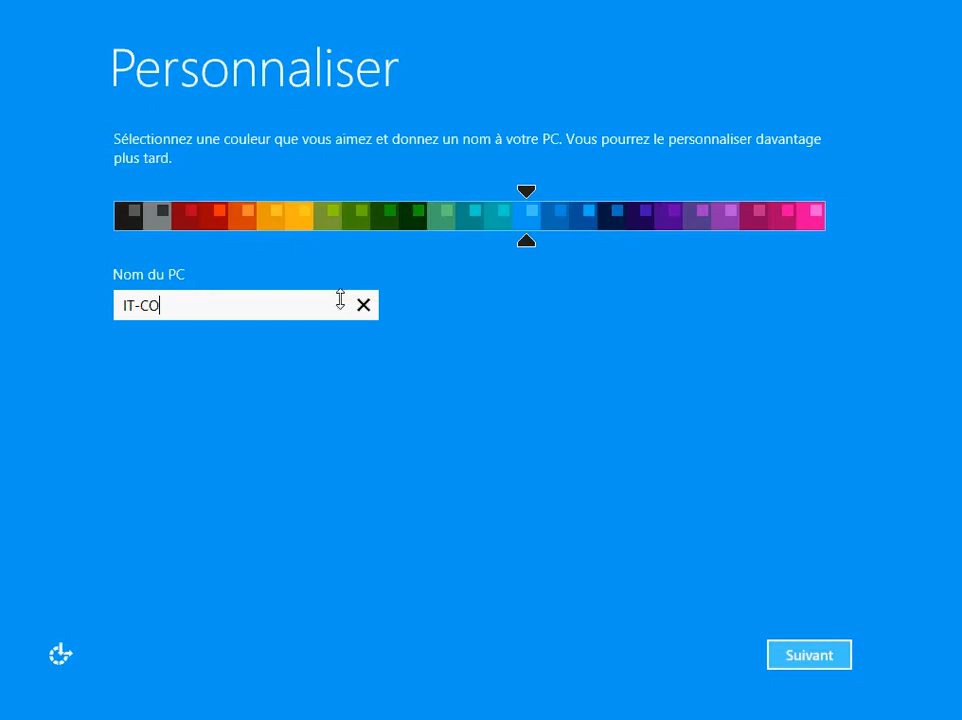 Personnaliser
Sélectionnez une couleur que vous aimez et donnez un nom à votre PC. Vous pourrez le personnaliser davantage
plus tard.
Nom du PC
IT-CO
Suivant